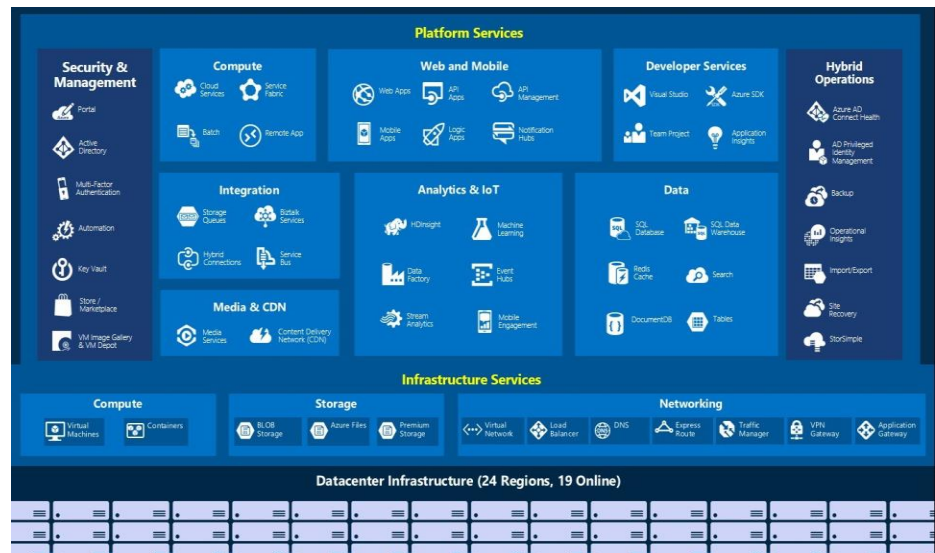 Platform Services
Security &
Management
Portal
Active
Directory
Multi-Factor
Authentication
Automation
Key Vault
Store /
Marketplace
VM Image Gallery
& VM Depot
Compute
Cloud
Services
Service
Fabric
Batch
Remote App
Web and Mobile
Web Apps
API
Apps
API
Management
Mobile
Apps
Logic
Apps
Notification
Hubs
Developer Services
Visual Studio
Azure SDK
Team Project
Application
Insights
Hybrid
Operations
Azure AD
Connect Health
AD Privileged
Identity
Management
Backup
Operational
Insights
Import/Export
Site
Recovery
StorSimple
Integration
Storage
Queues
Biztalk
Services
Hybrid
Connections
Service
Bus
Analytics & IoT
HDInsight
Machine
Learning
Data
Factory
Event
Hubs
Stream
Analytics
Mobile
Engagement
Data
SQL
Database
SQL Data
Warehouse
Redis
Cache
Search
DocumentDB
Tables
Media & CDN
Media
Services
Content Delivery
Network (CDN)
Infrastructure Services
Compute
Virtual
Machines
Containers
Storage
BLOB
Storage
Azure Files
Premium
Storage
Networking
Virtual
Network
Load
Balancer
DNS
DNS
Express
Route
Traffic
Manager
VPN
Gateway
Application
Gateway
Datacenter Infrastructure (24 Regions, 19 Online)